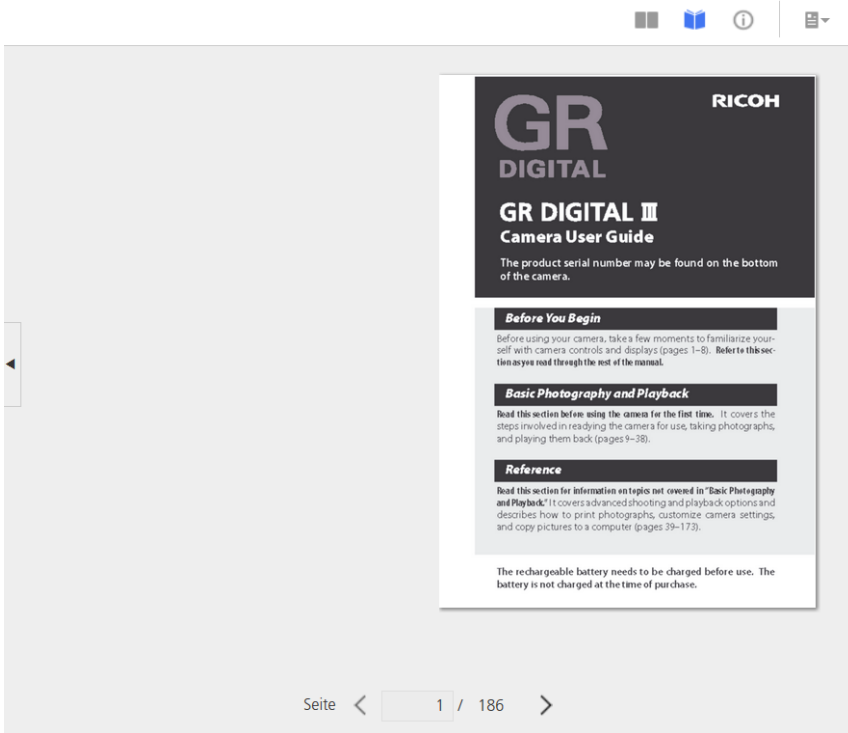 RICOH
GR
DIGITAL
GR DIGITAL III
Camera User Guide
The product serial number may be found on the bottom
of the camera.
Before You Begin
Before using your camera, take a few moments to familiarize your-
self with camera controls and displays (pages 1–8). Refer to this sec-
tion as you read through the rest of the manual.
Basic Photography and Playback
Read this section before using the camera for the first time. It covers the
steps involved in readying the camera for use, taking photographs,
and playing them back (pages 9–38).
Reference
Read this section for information on topics not covered in “Basic Photography
and Playback.” It covers advanced shooting and playback options and
describes how to print photographs, customize camera settings,
and copy pictures to a computer (pages 39–173).
The rechargeable battery needs to be charged before use. The
battery is not charged at the time of purchase.
Seite 1 / 186